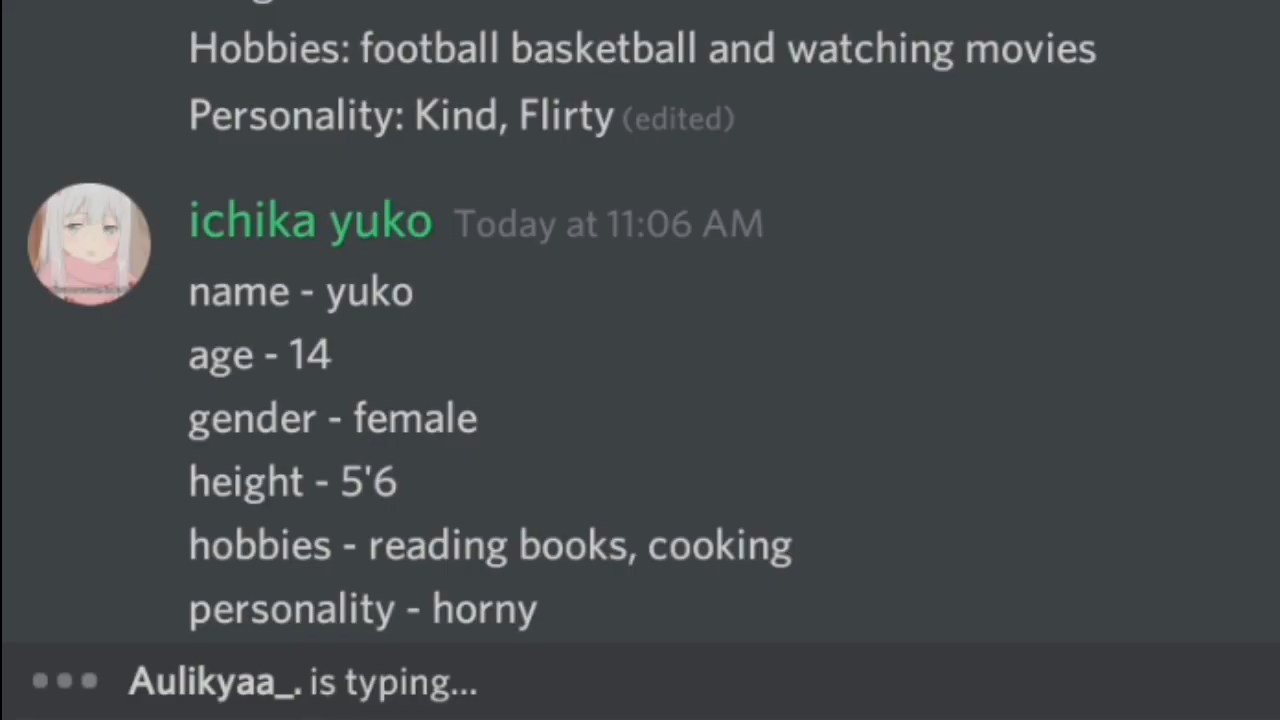 Hobbies: football basketball and watching movies
Personality: Kind, Flirty (edited)
ichika yuko Today at 11:06 AM
name - yuko
age - 14
gender - female
height - 5'6
hobbies - reading books, cooking
personality - horny
Aulikyaa_. is typing...